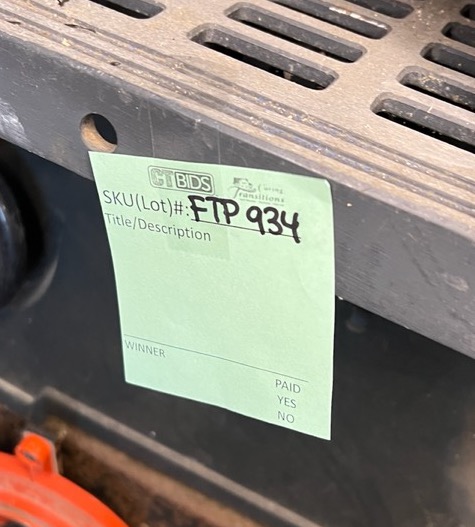 CTBIDS
Caring
Transitions
SKU(Lot)#: FTP 934
Title/Description
WINNER
PAID
YES
NO